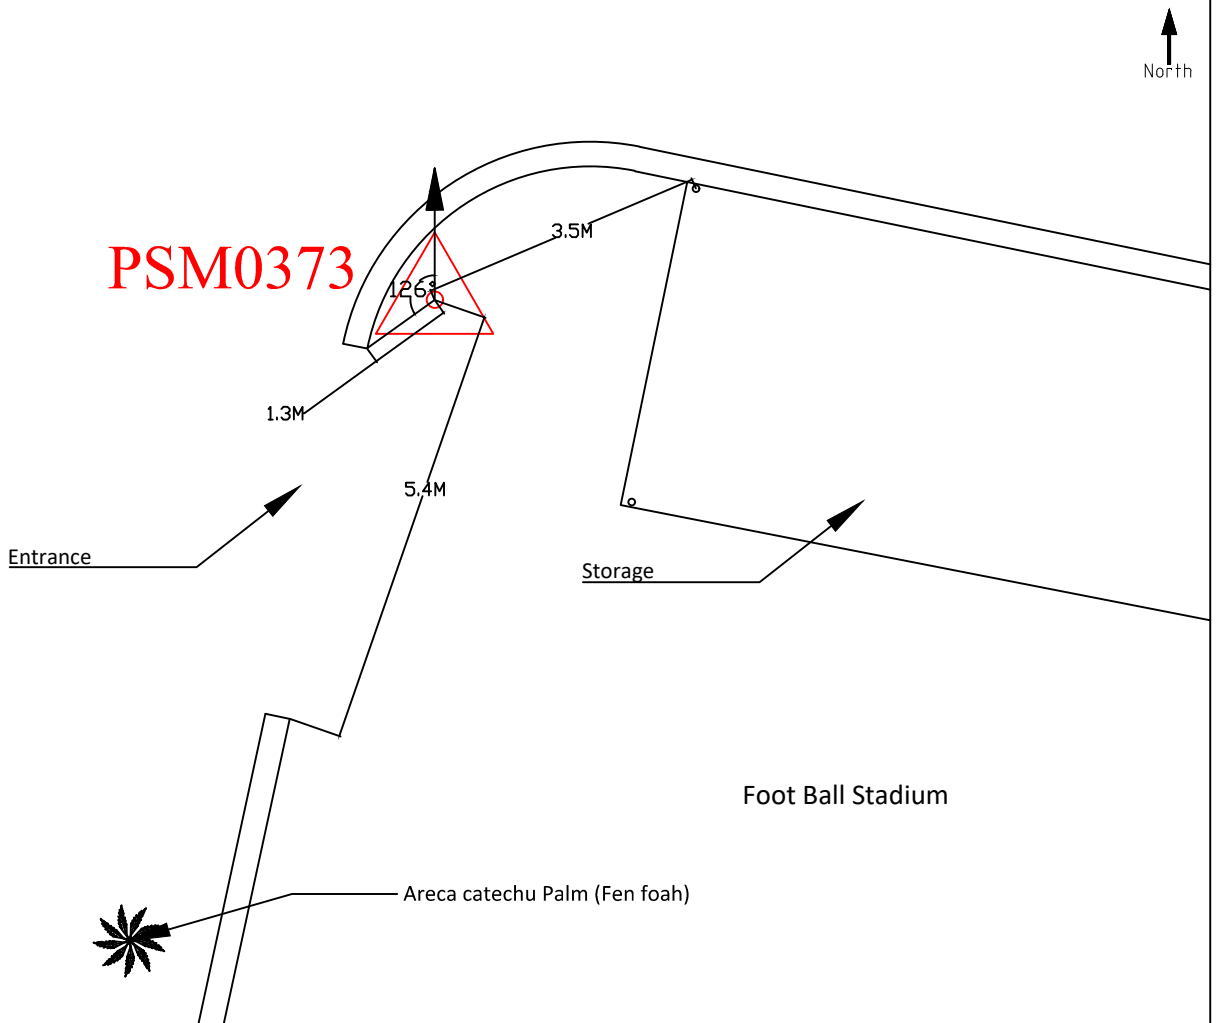 North
PSM0373
3.5M
126°
1.3M
5.4M
Entrance
Storage
Foot Ball Stadium
Areca catechu Palm (Fen foah)